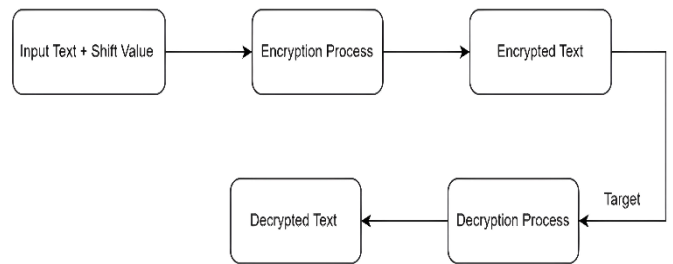 Input Text + Shift Value
Encryption Process
Encrypted Text
Target
Decryption Process
Decrypted Text